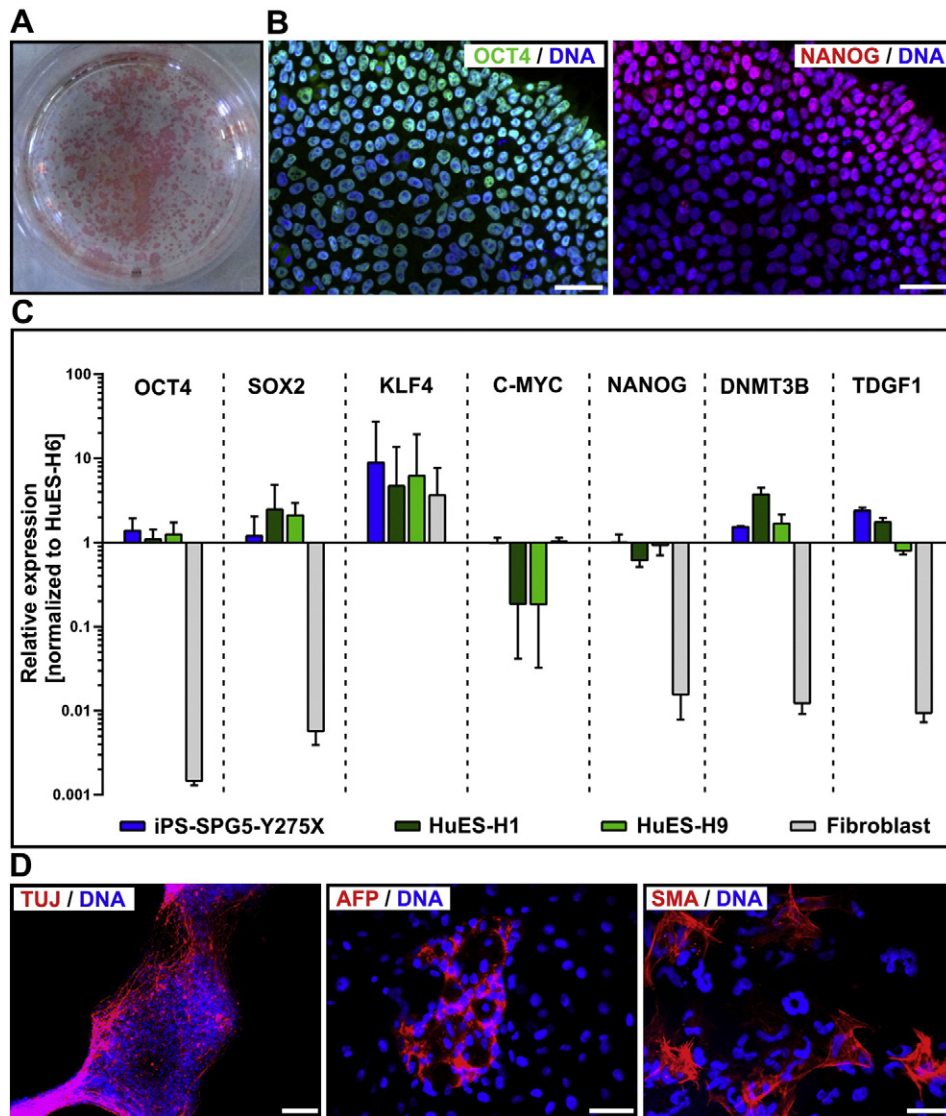 A
B
OCT4 / DNA
NANOG / DNA
C
Relative expression
[normalized to HuES-H6]
100
10
1
0.1
0.01
0.001
OCT4
SOX2
KLF4
C-MYC
NANOG
DNMT3B
TDGF1
iPS-SPG5-Y275X
HuES-H1
HuES-H9
Fibroblast
D
TUJ / DNA
AFP / DNA
SMA / DNA